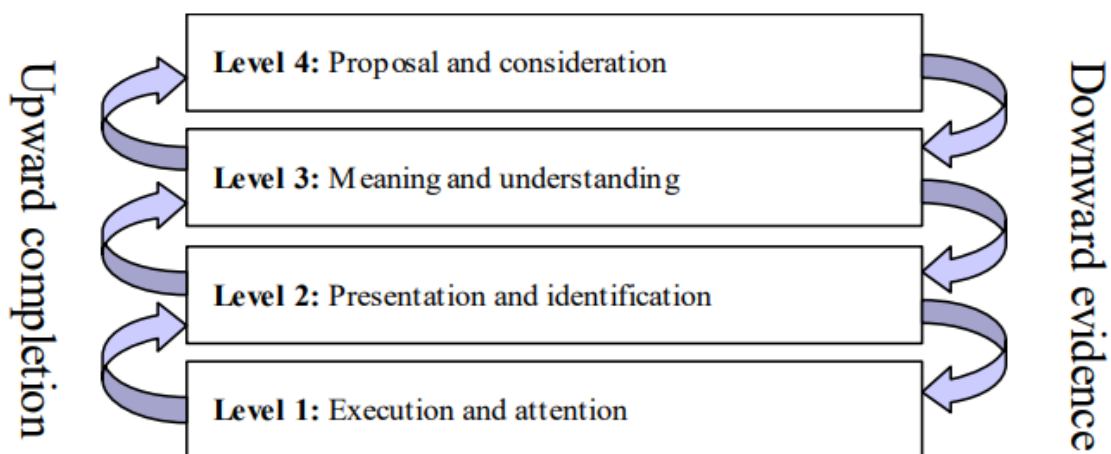 Upward completion
Level 4: Proposal and consideration
Level 3: Meaning and understanding
Level 2: Presentation and identification
Level 1: Execution and attention
Downward evidence